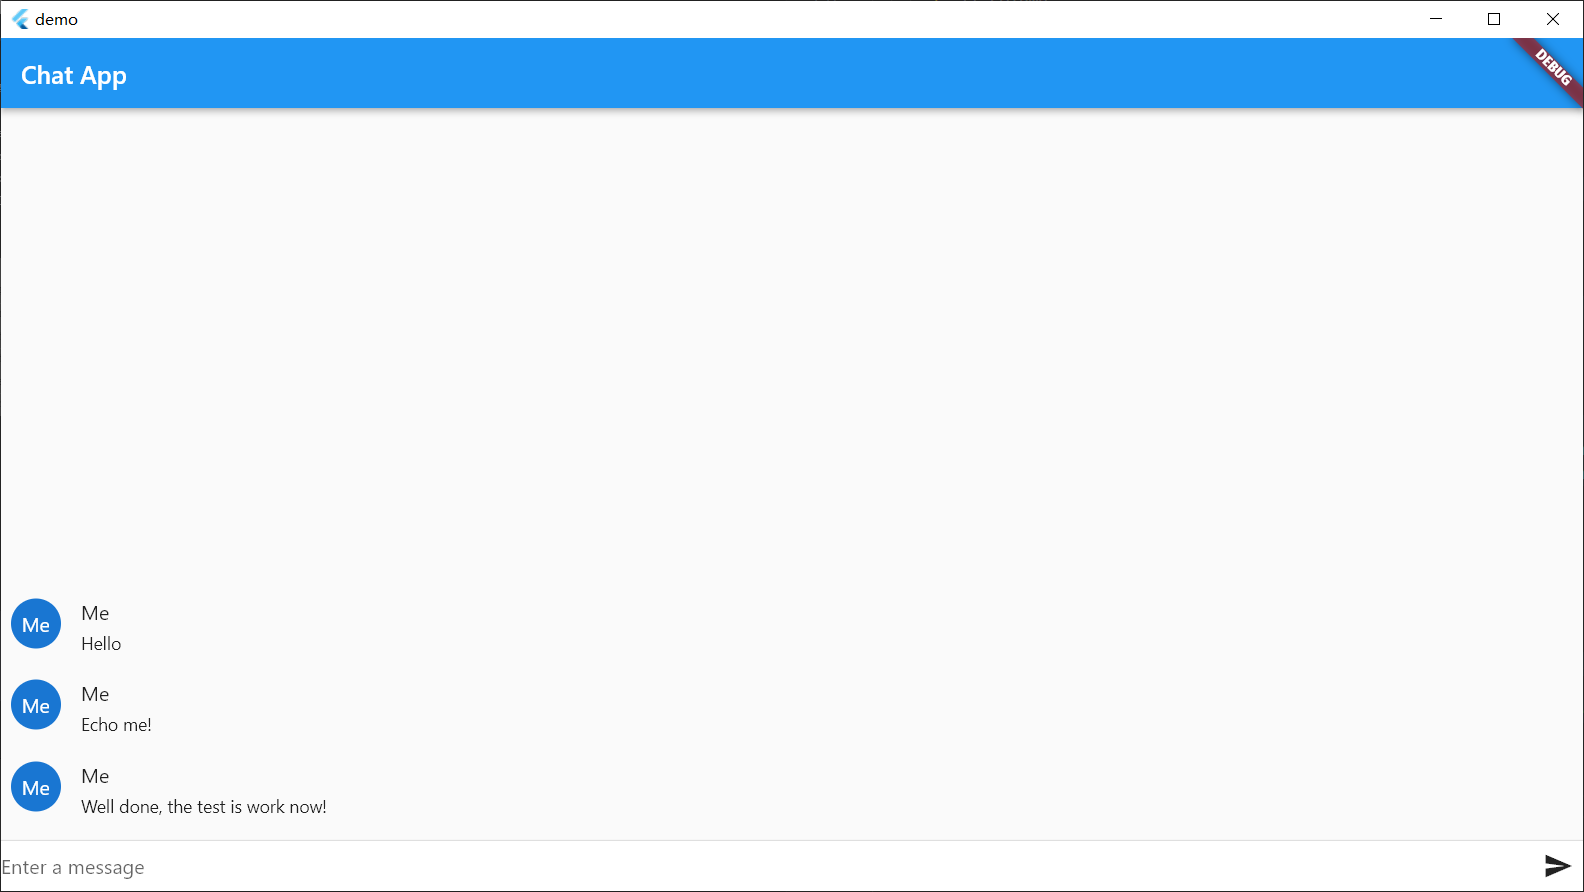 demo
Chat App
DEBUG
Me
Me
Hello
Me
Me
Echo me!
Me
Me
Well done, the test is work now!
Enter a message